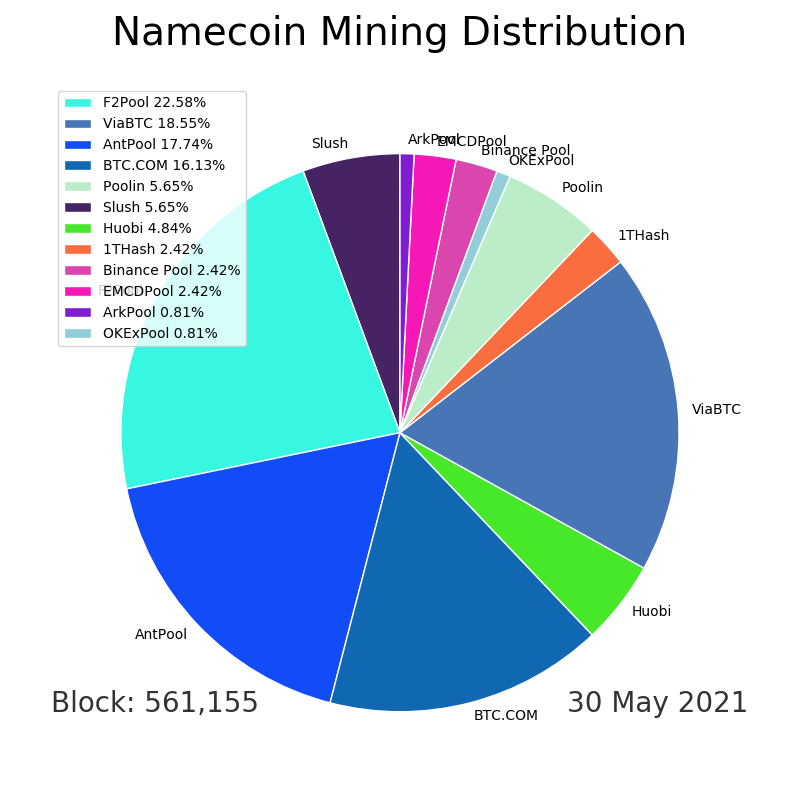 Namecoin Mining Distribution
F2Pool 22.58%
ViaBTC 18.55%
AntPool 17.74%
BTC.COM 16.13%
Poolin 5.65%
Slush 5.65%
Huobi 4.84%
1THash 2.42%
Binance Pool 2.42%
EMCDPool 2.42%
ArkPool 0.81%
OKExPool 0.81%
Slush
ArkPool
EMCDPool
Binance Pool
OKExPool
Poolin
1THash
ViaBTC
Huobi
BTC.COM
AntPool
Block: 561,155
30 May 2021